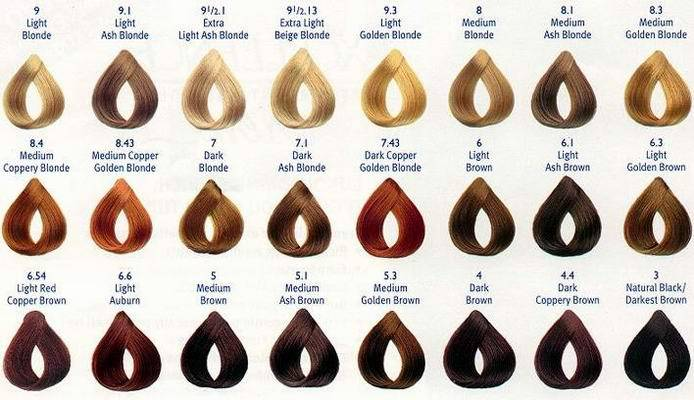 9
Light
Blonde
9.1
Light
Ash Blonde
9½.1
Extra
Light Ash Blonde
9½.13
Extra Light
Beige Blonde
9.3
Light
Golden Blonde
8
Medium
Blonde
8.1
Medium
Ash Blonde
8.3
Medium
Golden Blonde
8.4
Medium
Coppery Blonde
8.43
Medium Copper
Golden Blonde
7
Dark
Blonde
7.1
Dark
Ash Blonde
7.43
Dark Copper
Golden Blonde
6
Light
Brown
6.1
Light
Ash Brown
6.3
Light
Golden Brown
6.54
Light Red
Copper Brown
6.6
Light
Auburn
5
Medium
Brown
5.1
Medium
Ash Brown
5.3
Medium
Golden Brown
4
Dark
Brown
4.4
Dark
Coppery Brown
3
Natural Black/
Darkest Brown